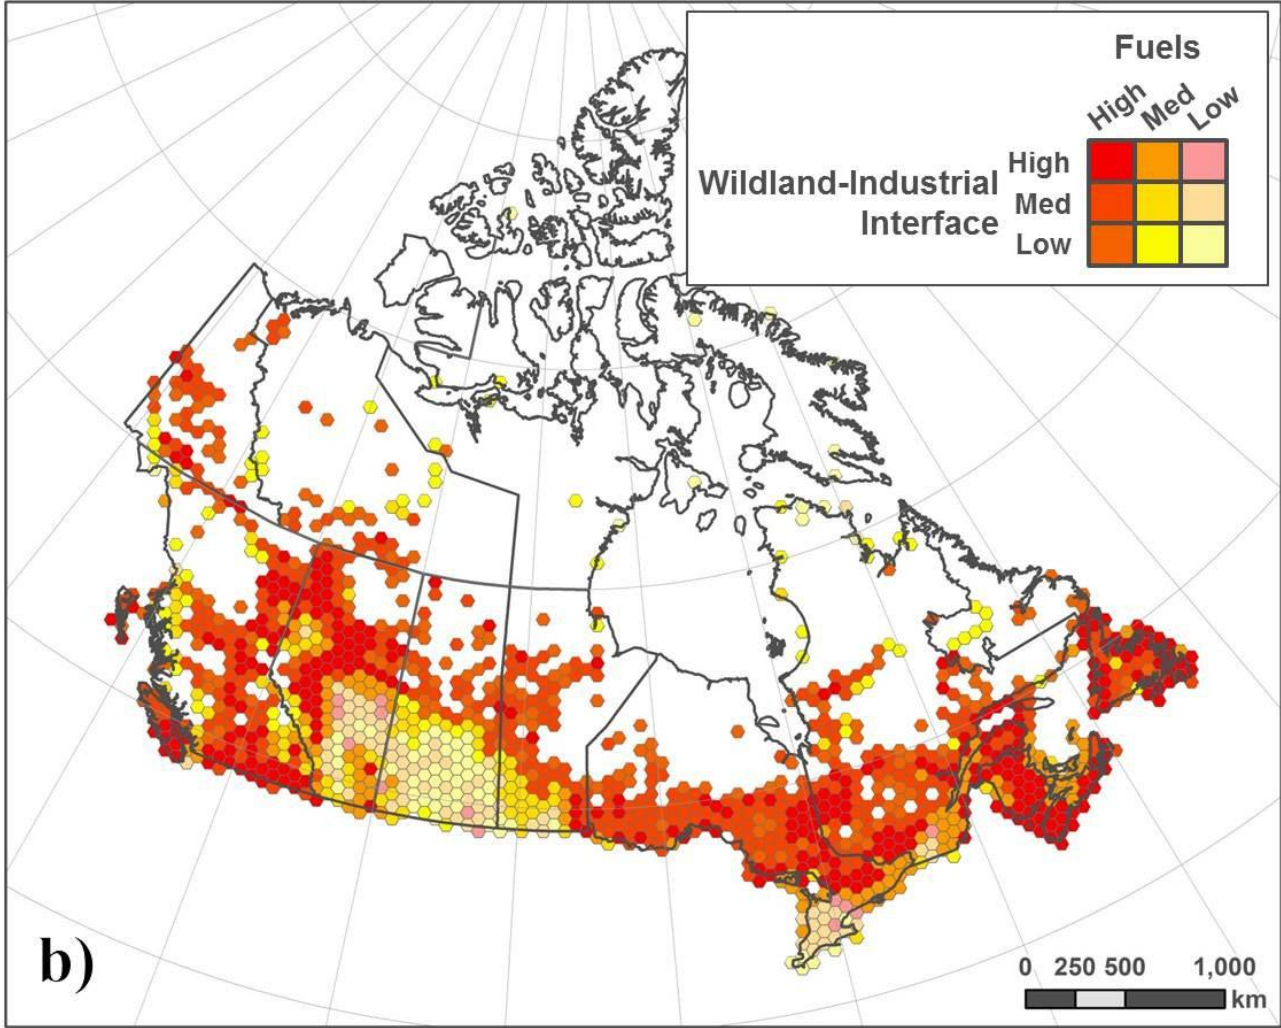 Fuels
High Med Low
Wildland-Industrial
Interface
High
Med
Low
b)
0 250 500 1,000
km